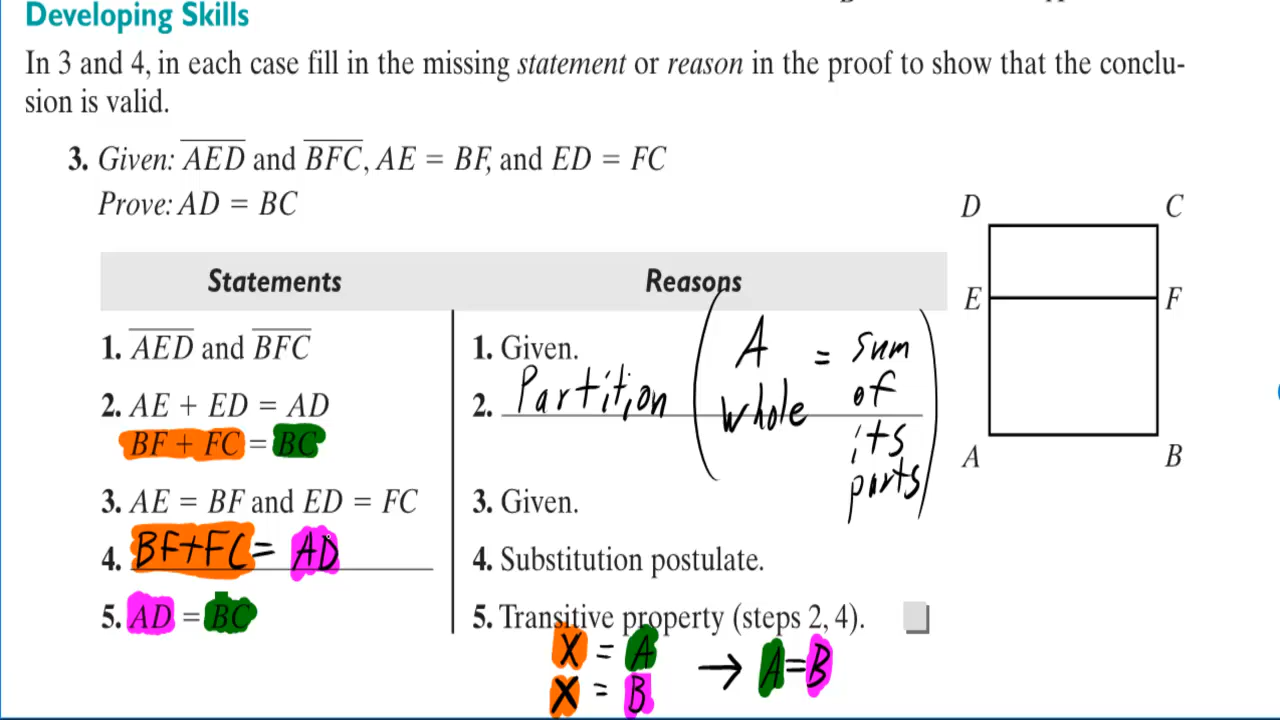 Developing Skills
In 3 and 4, in each case fill in the missing statement or reason in the proof to show that the conclu-
sion is valid.
3. Given: AED and BFC, AE = BF, and ED = FC
Prove: AD = BC
D C
E F
A B
Statements Reasons
1. AED and BFC 1. Given.
2. AE + ED = AD 2. Partition (A whole = sum of its parts)
BF + FC = BC
3. AE = BF and ED = FC 3. Given.
4. BF+FC = AD 4. Substitution postulate.
5. AD = BC 5. Transitive property (steps 2, 4).
X = A → A=B
X = B